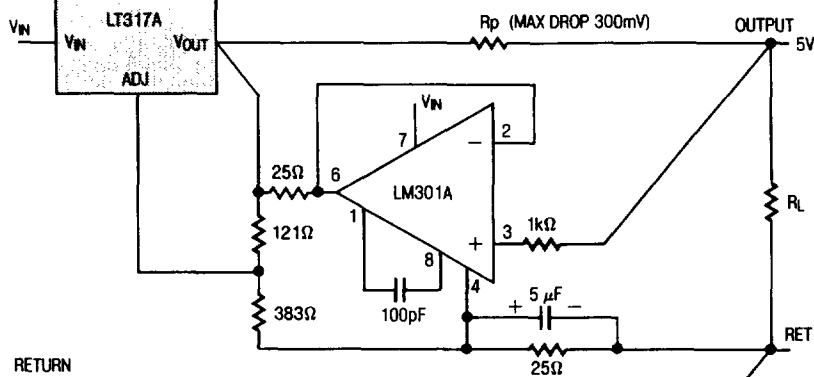 LT317A
VIN
VIN
VOUT
ADJ
Rp (MAX DROP 300mV)
OUTPUT
5V
VIN
7
2
25Ω
6
−
LM301A
1
121Ω
+
3
1kΩ
8
4
RL
100pF
+
5 μF
−
383Ω
25Ω
RET
RETURN